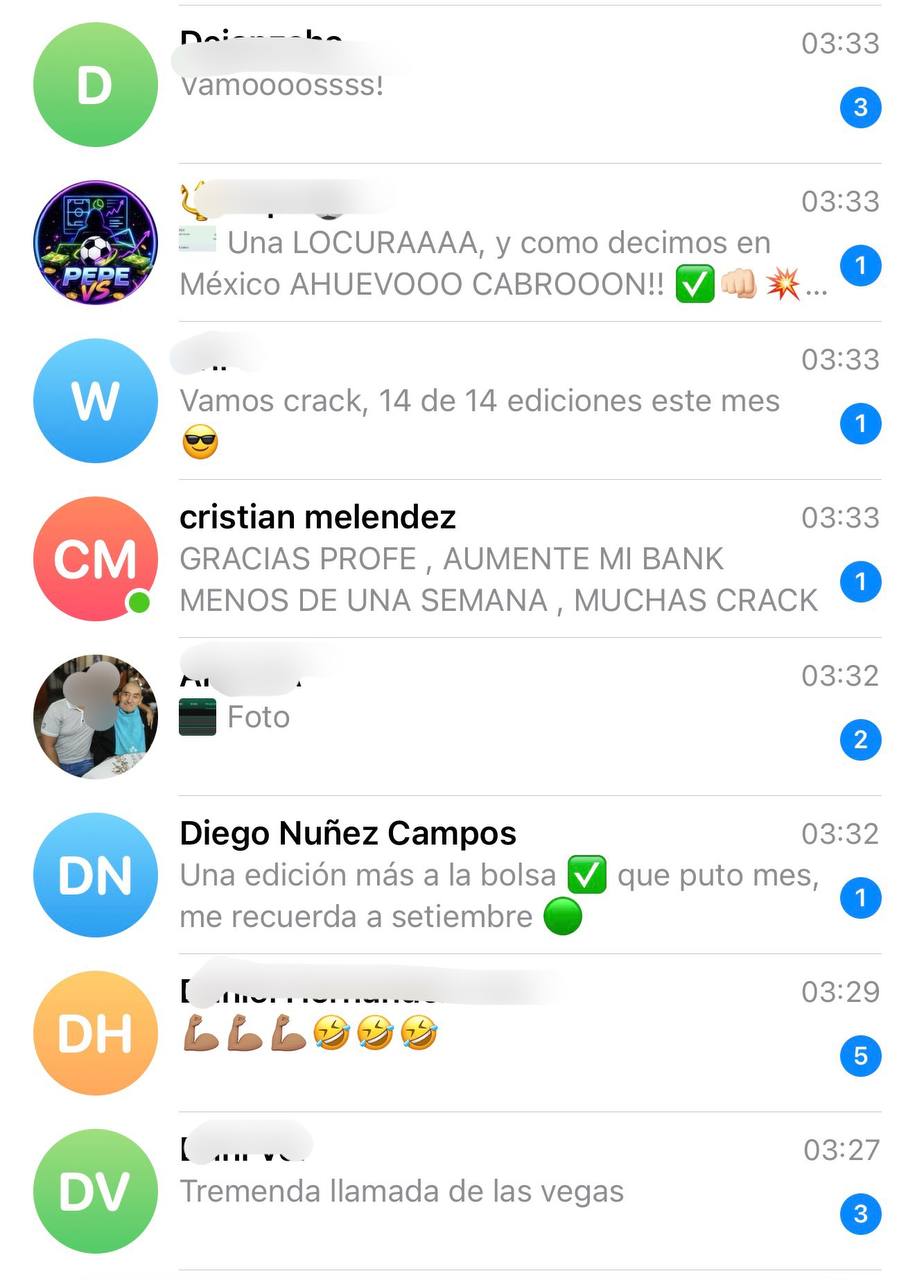 D
03:33
Vamoooossss!
3
PEPE
VS
03:33
Una LOCURAAAA, y como decimos en
México AHUEVOOO CABROOON!! ✅👊🏻💥...
1
W
03:33
Vamos crack, 14 de 14 ediciones este mes
😎
1
CM
cristian melendez
03:33
GRACIAS PROFE , AUMENTE MI BANK
MENOS DE UNA SEMANA , MUCHAS CRACK
1
03:32
Foto
2
DN
Diego Nuñez Campos
03:32
Una edición más a la bolsa ✅ que puto mes,
me recuerda a setiembre 🟢
1
DH
03:29
💪🏽💪🏽💪🏽🤣🤣🤣
5
DV
03:27
Tremenda llamada de las vegas
3